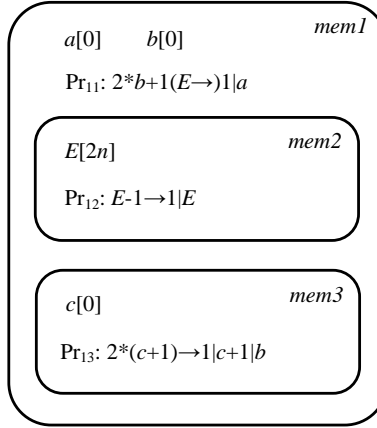 mem1
a[0] b[0]
Pr₁₁: 2*b+1(E→)1|a
mem2
E[2n]
Pr₁₂: E-1→1|E
mem3
c[0]
Pr₁₃: 2*(c+1)→1|c+1|b